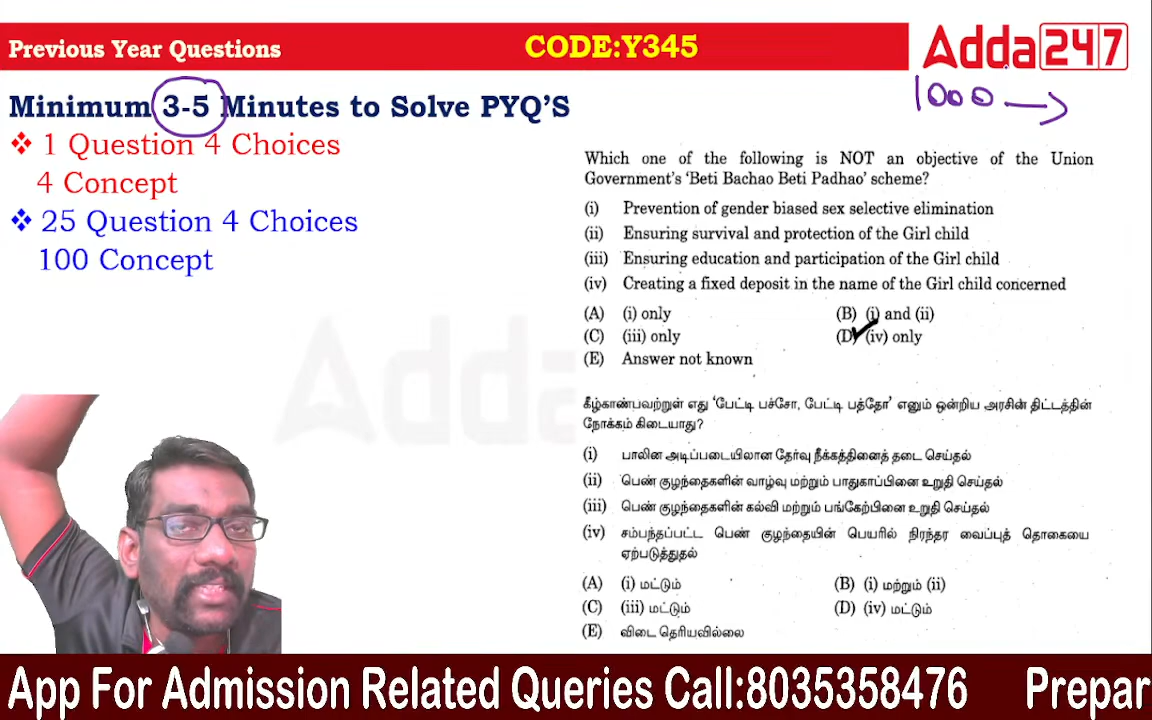 Previous Year Questions
CODE:Y345
Adda247
1000 →
Minimum 3-5 Minutes to Solve PYQ'S
❖ 1 Question 4 Choices
4 Concept
❖ 25 Question 4 Choices
100 Concept
Which one of the following is NOT an objective of the Union
Government's 'Beti Bachao Beti Padhao' scheme?
(i) Prevention of gender biased sex selective elimination
(ii) Ensuring survival and protection of the Girl child
(iii) Ensuring education and participation of the Girl child
(iv) Creating a fixed deposit in the name of the Girl child concerned
(A) (i) only (B) (i) and (ii)
(C) (iii) only (D) (iv) only
(E) Answer not known
கீழ்காண்பவற்றுள் எது 'பேட்டி பச்சோ, பேட்டி பத்தோ' எனும் ஒன்றிய அரசின் திட்டத்தின்
நோக்கம் கிடையாது?
(i) பாலின அடிப்படையிலான தேர்வு நீக்கத்தினைத் தடை செய்தல்
(ii) பெண் குழந்தைகளின் வாழ்வு மற்றும் பாதுகாப்பினை உறுதி செய்தல்
(iii) பெண் குழந்தைகளின் கல்வி மற்றும் பங்கேற்பினை உறுதி செய்தல்
(iv) சம்பந்தப்பட்ட பெண் குழந்தையின் பெயரில் நிரந்தர வைப்புத் தொகையை
ஏற்படுத்துதல்
(A) (i) மட்டும் (B) (i) மற்றும் (ii)
(C) (iii) மட்டும் (D) (iv) மட்டும்
(E) விடை தெரியவில்லை
Adda
App For Admission Related Queries Call:8035358476 Prepar